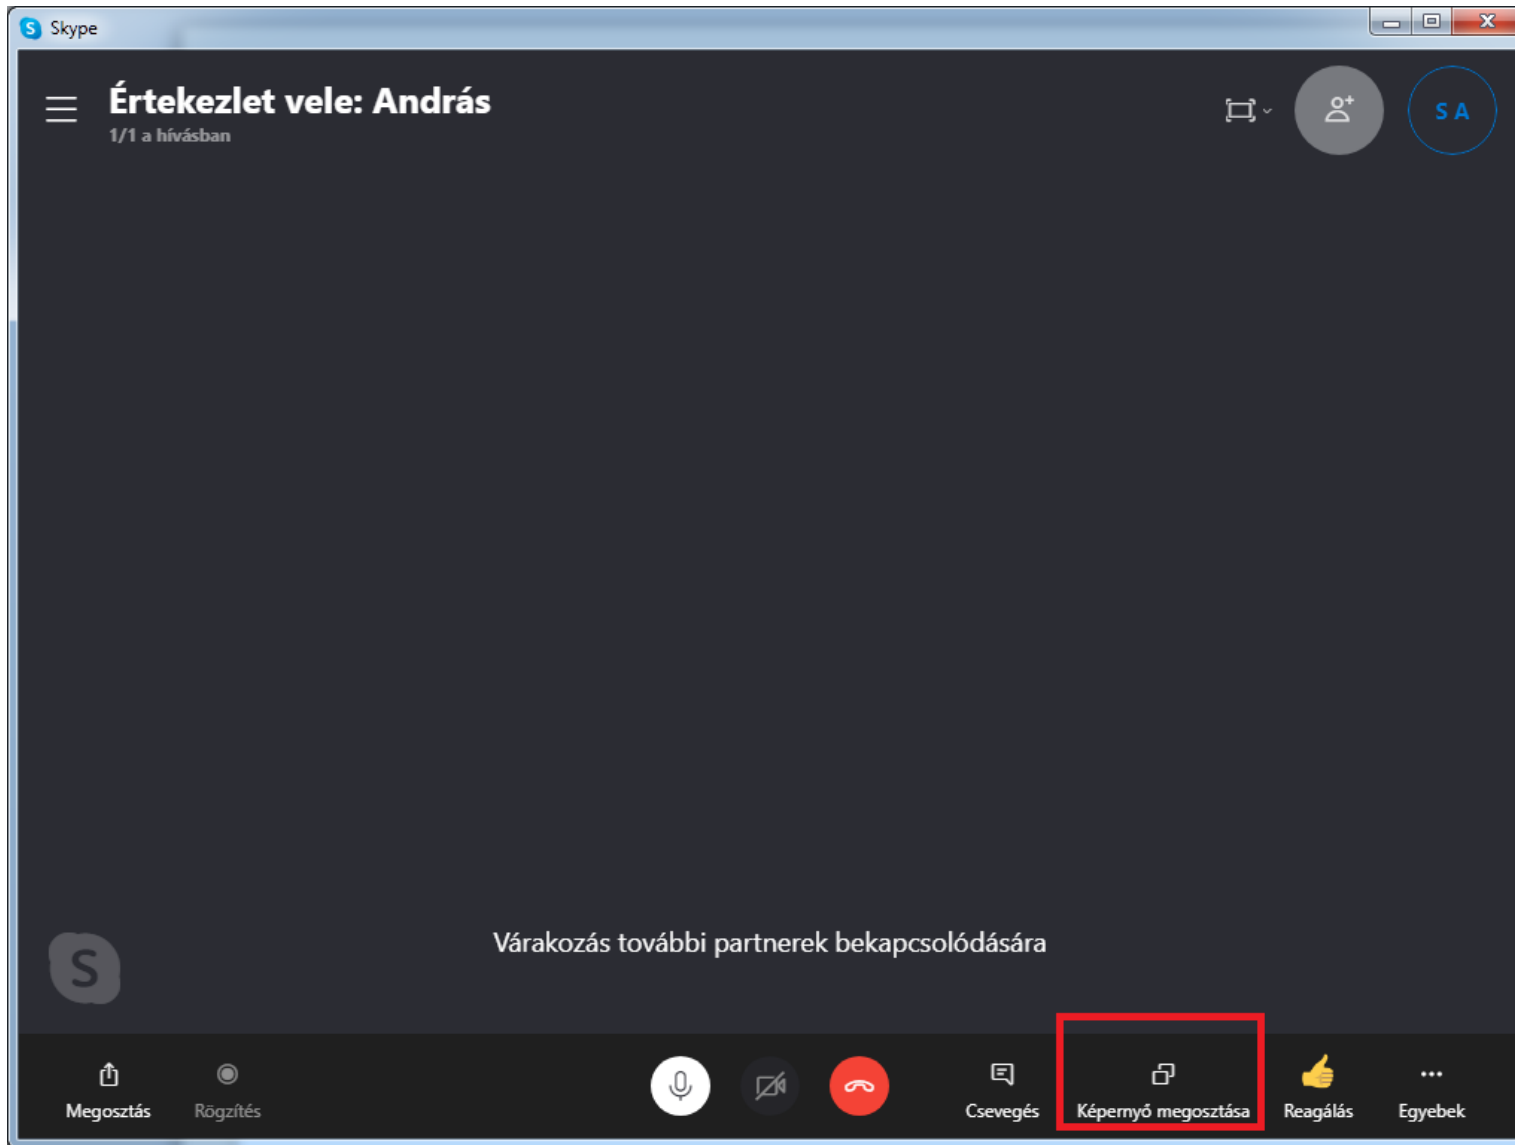 Skype
Értekezlet vele: András
1/1 a hívásban
S A
Várakozás további partnerek bekapcsolódására
Megosztás
Rögzítés
Csevegés
Képernyő megosztása
Reagálás
Egyebek